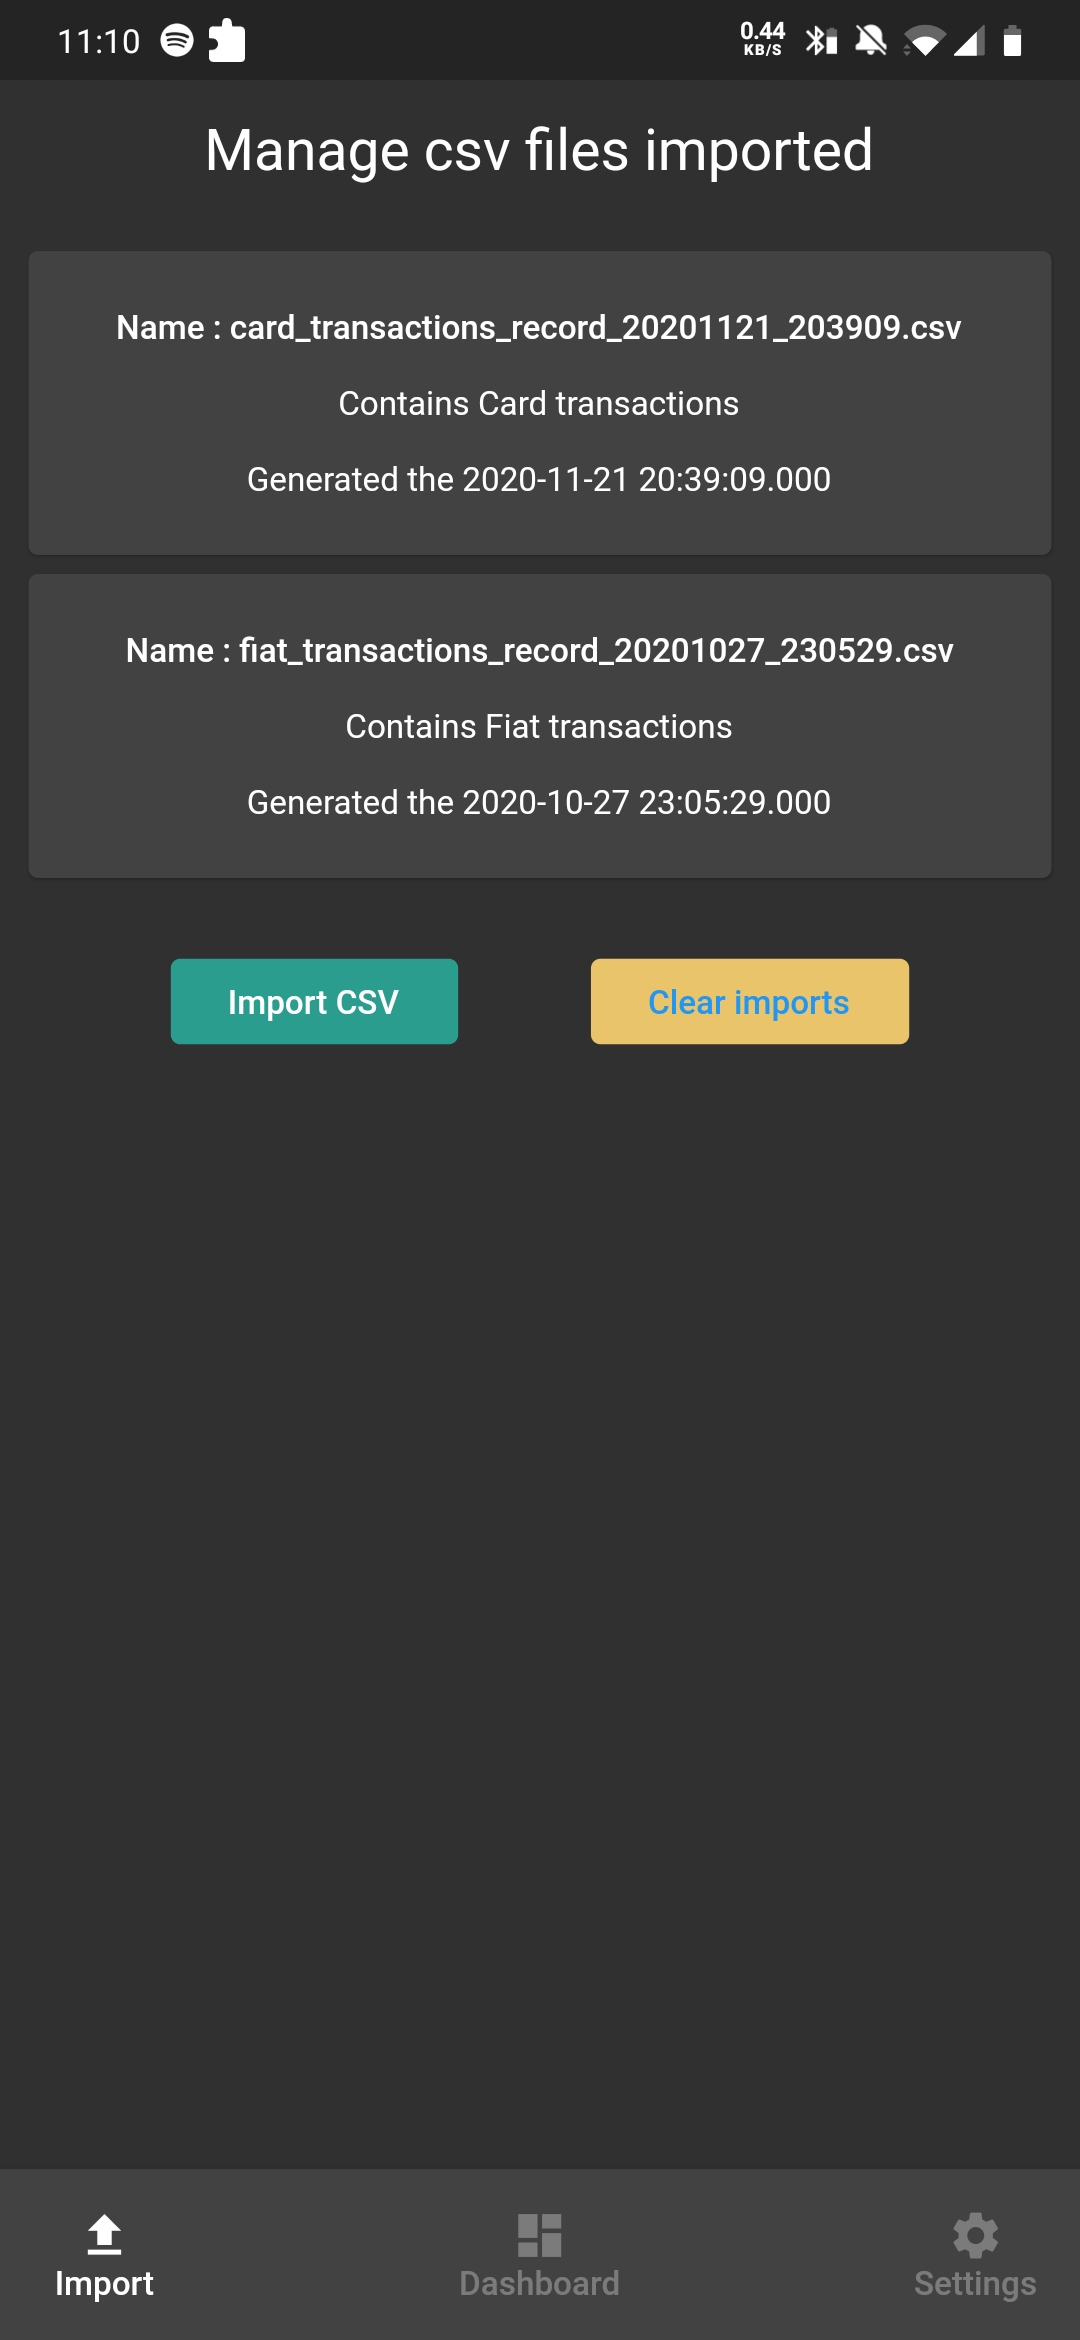 11:10
0.44
KB/S
Manage csv files imported
Name : card_transactions_record_20201121_203909.csv
Contains Card transactions
Generated the 2020-11-21 20:39:09.000
Name : fiat_transactions_record_20201027_230529.csv
Contains Fiat transactions
Generated the 2020-10-27 23:05:29.000
Import CSV
Clear imports
Import
Dashboard
Settings